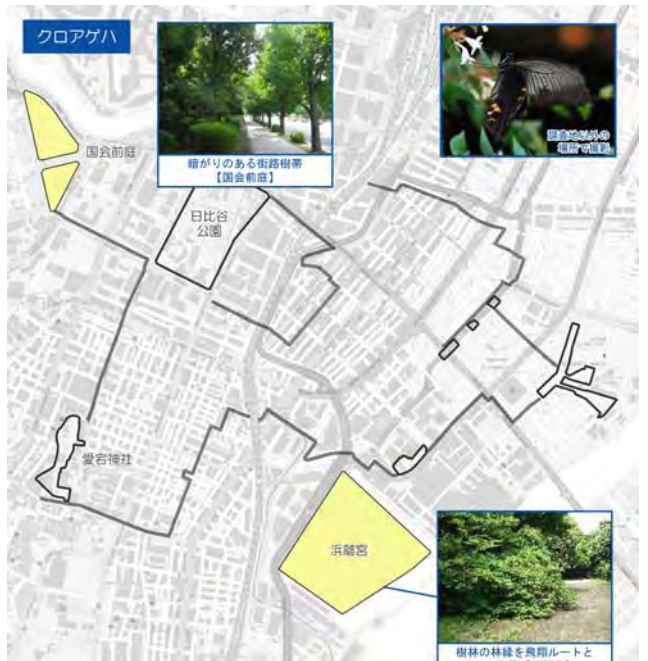 クロアゲハ
国会前庭
暗がりのある街路樹帯
【国会前庭】
調査地以外の
場所で撮影
日比谷
公園
愛宕神社
浜離宮
樹林の林縁を飛翔ルートと